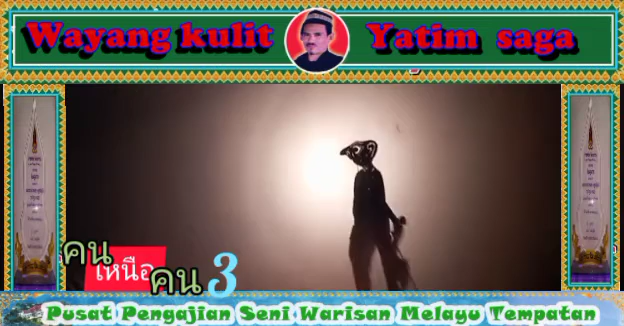 Wayang kulit Yatim saga
คน
เหนือ
คน 3
Pusat Pengajian Seni Warisan Melayu Tempatan